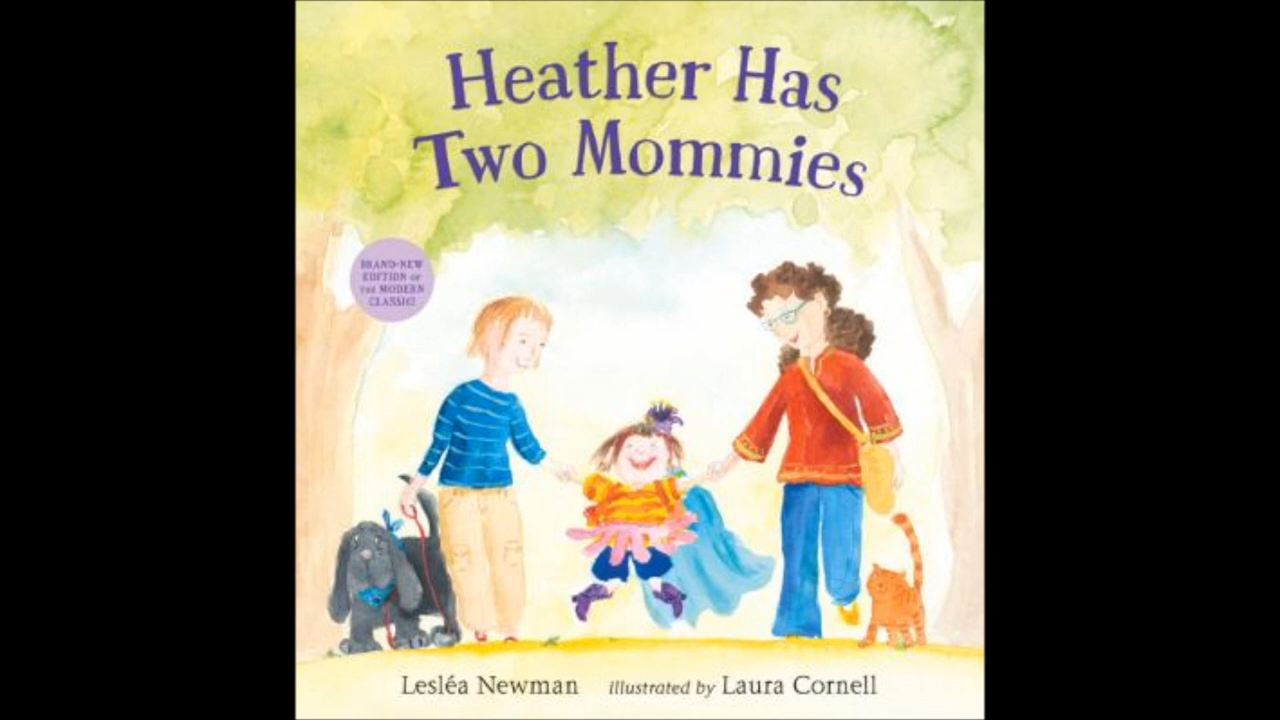 Heather Has
Two Mommies
BRAND-NEW
EDITION OF
THE MODERN
CLASSIC!
Lesléa Newman illustrated by Laura Cornell